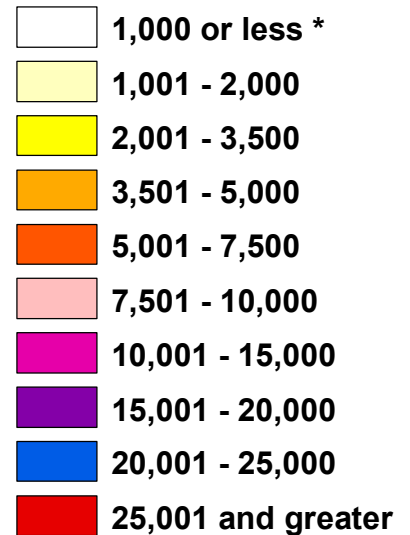 1,000 or less *
1,001 - 2,000
2,001 - 3,500
3,501 - 5,000
5,001 - 7,500
7,501 - 10,000
10,001 - 15,000
15,001 - 20,000
20,001 - 25,000
25,001 and greater